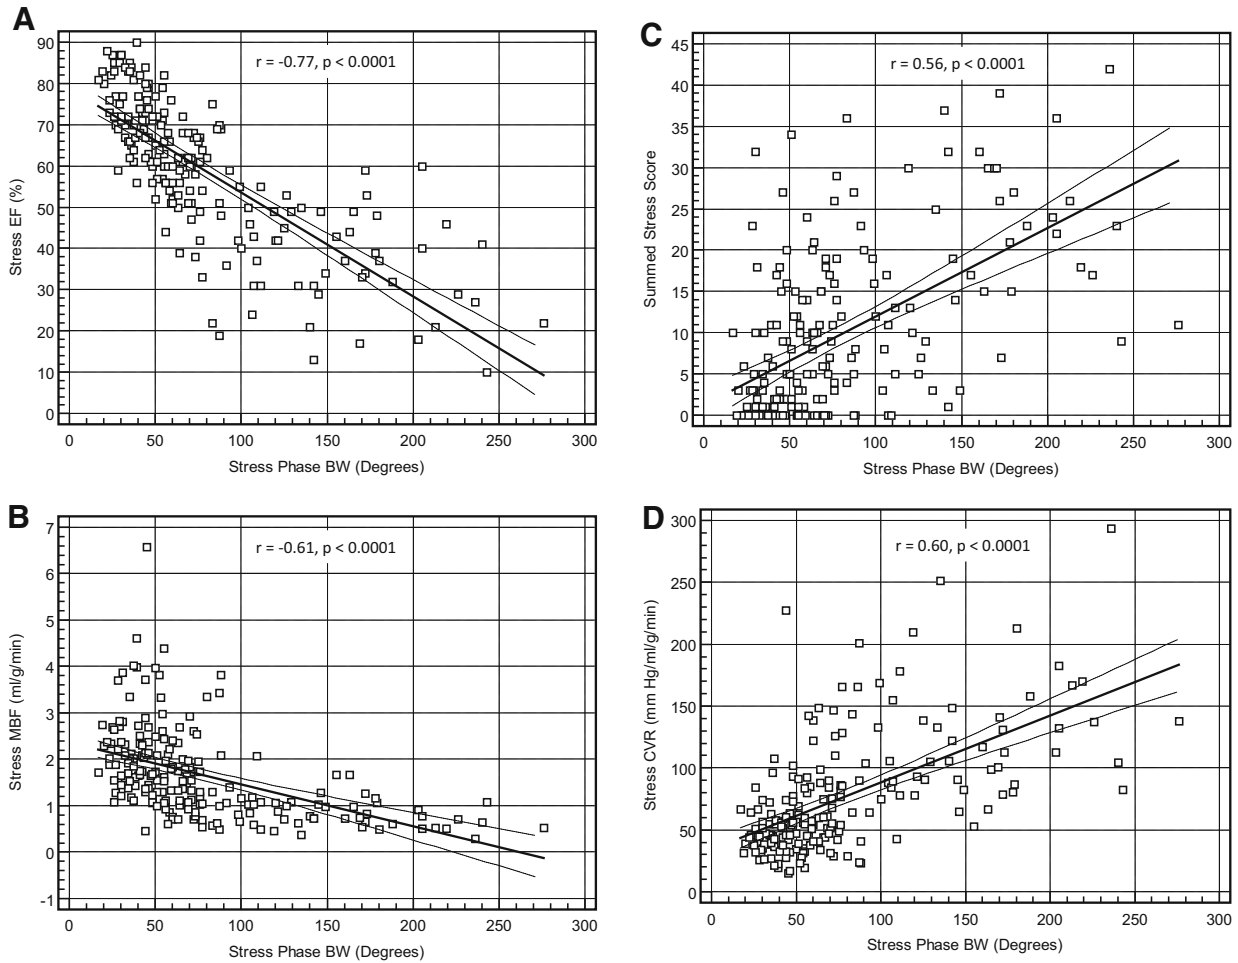 A
r = -0.77, p < 0.0001
Stress EF (%)
90
80
70
60
50
40
30
20
10
0
0 50 100 150 200 250 300
Stress Phase BW (Degrees)
C
r = 0.56, p < 0.0001
Summed Stress Score
45
40
35
30
25
20
15
10
5
0
0 50 100 150 200 250 300
Stress Phase BW (Degrees)
B
r = -0.61, p < 0.0001
Stress MBF (ml/g/min)
7
6
5
4
3
2
1
0
-1
0 50 100 150 200 250 300
Stress Phase BW (Degrees)
D
r = 0.60, p < 0.0001
Stress CVR (mm Hg/ml/g/min)
300
250
200
150
100
50
0
0 50 100 150 200 250 300
Stress Phase BW (Degrees)